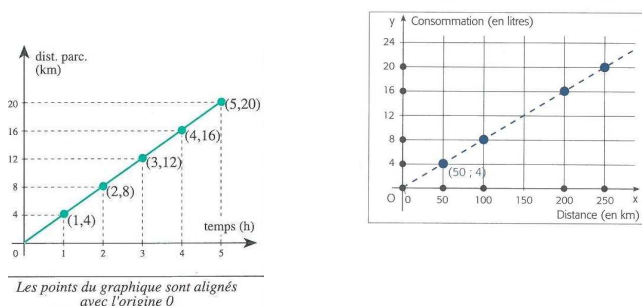 dist. parc.
(km)
20
16
12
8
4
0
1
2
3
4
5
(5,20)
(4,16)
(3,12)
(2,8)
(1,4)
temps (h)
Les points du graphique sont alignés
avec l'origine 0
y
Consommation (en litres)
24
20
16
8
4
(50 ; 4)
O
0
50
100
150
200
250
x
Distance (en km)